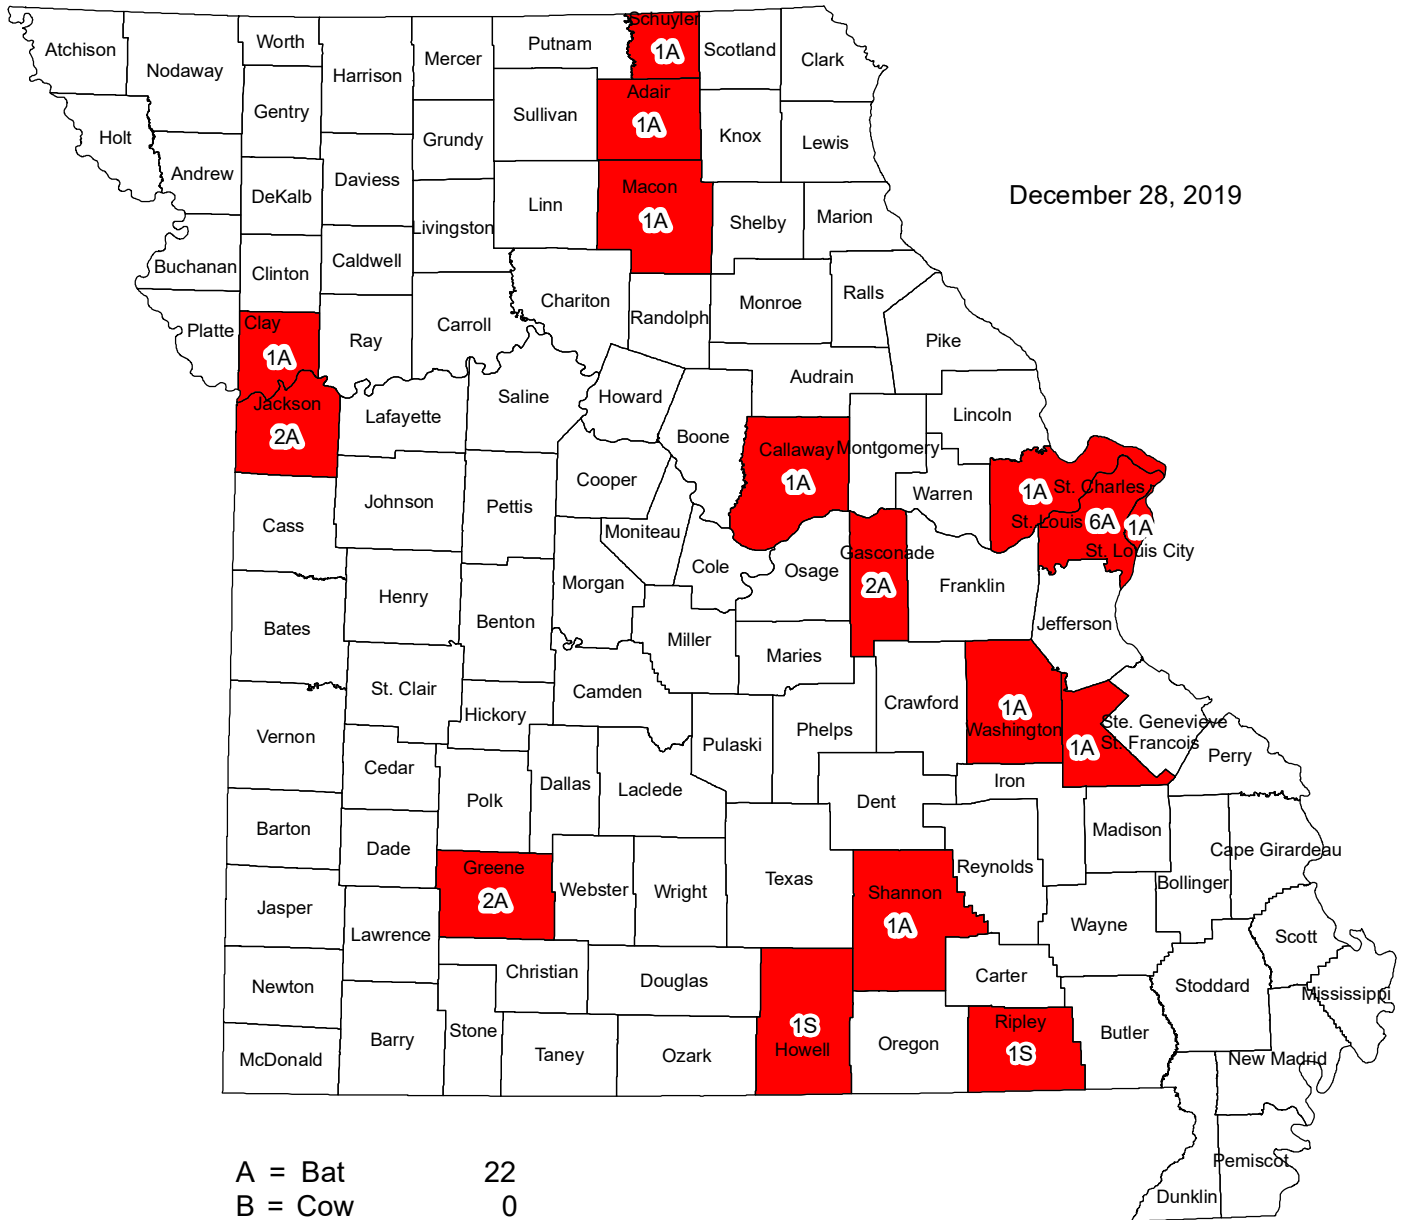 Schuyler
Atchison
Worth
Putnam
1A
Scotland
Nodaway
Mercer
Clark
Harrison
Adair
Gentry
Sullivan
1A
Holt
Grundy
Knox
Lewis
Andrew
DeKalb
Daviess
Macon
December 28, 2019
Linn
1A
Shelby
Marion
Livingston
Buchanan
Clinton
Caldwell
Chariton
Monroe
Ralls
Platte
Clay
Carroll
Randolph
1A
Ray
Pike
Audrain
Jackson
Lafayette
Saline
Howard
Lincoln
2A
Boone
Callaway
Montgomery
1A
Cooper
Warren
1A
St. Charles
Johnson
Pettis
Cass
Moniteau
St. Louis
6A
1A
Gasconade
St. Louis City
Cole
Osage
Morgan
2A
Franklin
Henry
Bates
Benton
Miller
Jefferson
Maries
St. Clair
Camden
Crawford
1A
Hickory
Washington
Ste. Genevieve
Vernon
Pulaski
Phelps
1A
St. Francois
Perry
Cedar
Dallas
Laclede
Iron
Polk
Dent
Barton
Madison
Dade
Cape Girardeau
Greene
Reynolds
Webster
Wright
Texas
Shannon
Bollinger
2A
Jasper
1A
Wayne
Lawrence
Scott
Christian
Douglas
Carter
Newton
Stoddard
Mississippi
Stone
1S
Ripley
Barry
Howell
Oregon
1S
Butler
McDonald
Taney
Ozark
New Madrid
A = Bat 22
Pemiscot
B = Cow 0
Dunklin